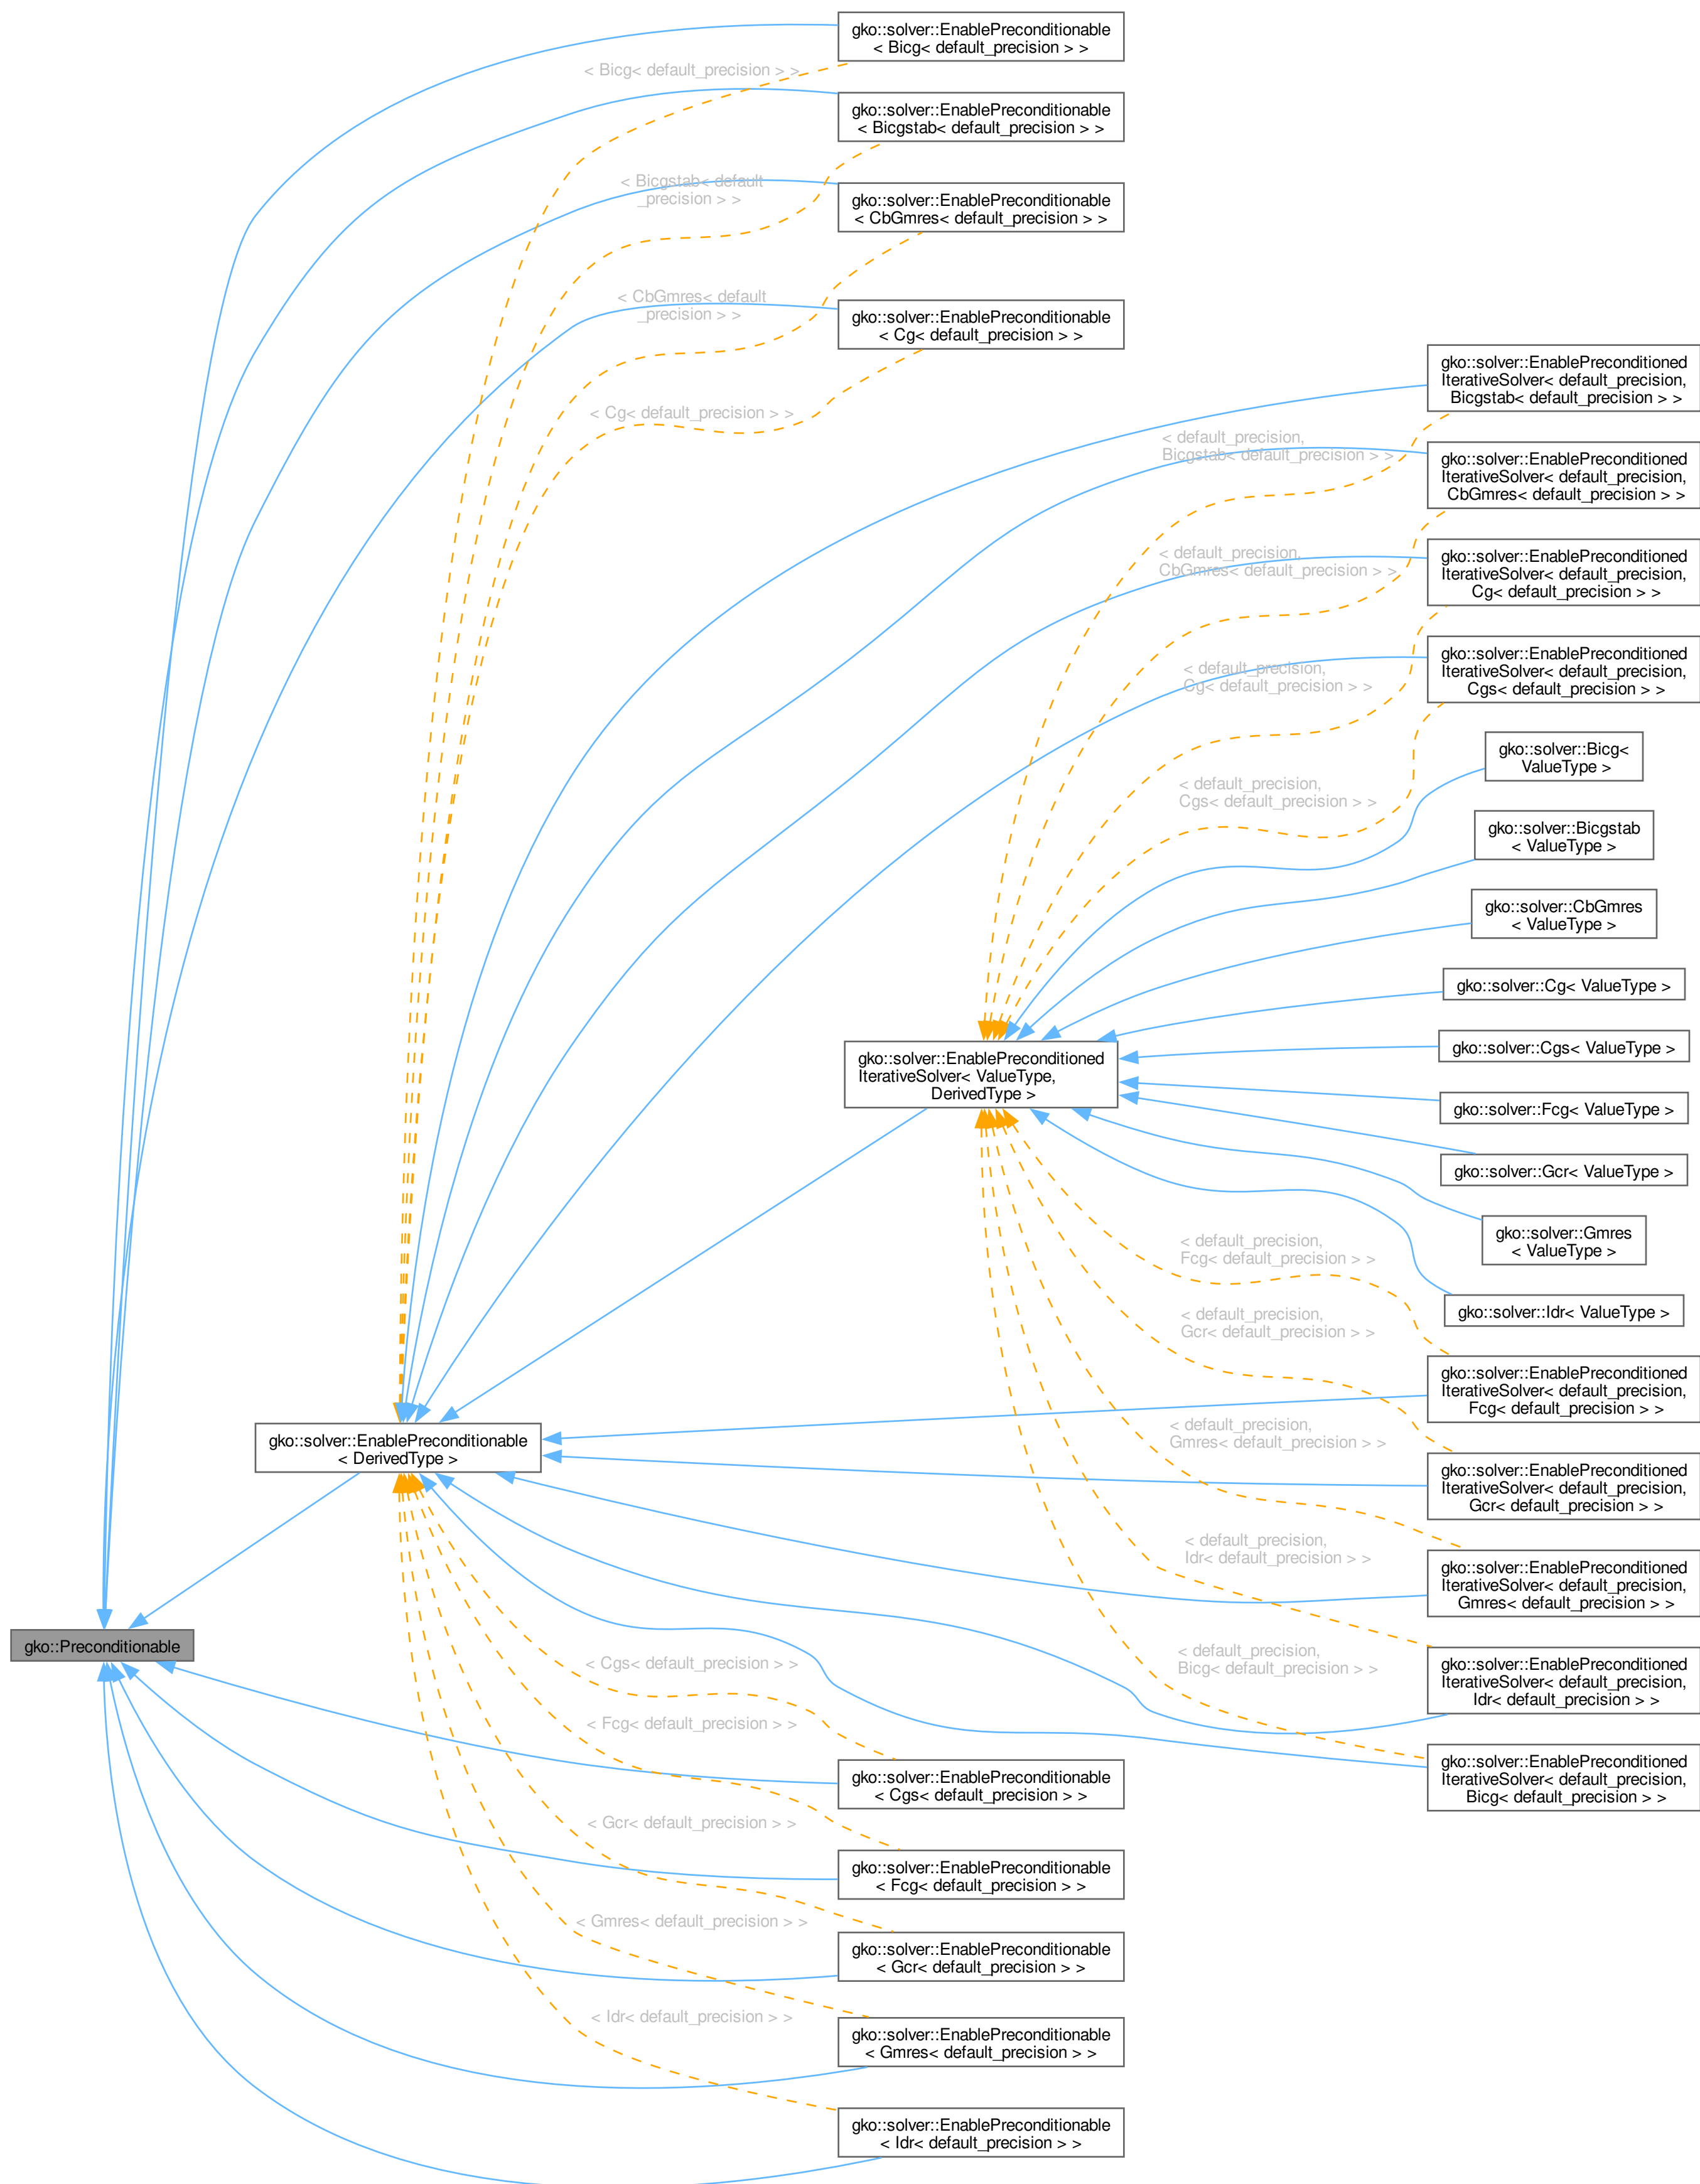 gko::solver::EnablePreconditionable
< Bicg< default_precision > >
< Bicg< default_precision > >
gko::solver::EnablePreconditionable
< Bicgstab< default_precision > >
< Bicgstab< default
_precision > >
gko::solver::EnablePreconditionable
< CbGmres< default_precision > >
< CbGmres< default
_precision > >
gko::solver::EnablePreconditionable
< Cg< default_precision > >
< Cg< default_precision > >
gko::solver::EnablePreconditioned
IterativeSolver< default_precision,
Bicgstab< default_precision > >
< default_precision,
Bicgstab< default_precision > >
gko::solver::EnablePreconditioned
IterativeSolver< default_precision,
CbGmres< default_precision > >
< default_precision,
CbGmres< default_precision > >
gko::solver::EnablePreconditioned
IterativeSolver< default_precision,
Cg< default_precision > >
< default_precision,
Cg< default_precision > >
gko::solver::EnablePreconditioned
IterativeSolver< default_precision,
Cgs< default_precision > >
< default_precision,
Cgs< default_precision > >
gko::solver::Bicg<
ValueType >
gko::solver::Bicgstab
< ValueType >
gko::solver::CbGmres
< ValueType >
gko::solver::Cg< ValueType >
gko::solver::Cgs< ValueType >
gko::solver::EnablePreconditioned
IterativeSolver< ValueType,
DerivedType >
gko::solver::Fcg< ValueType >
gko::solver::Gcr< ValueType >
gko::solver::Gmres
< ValueType >
gko::solver::Idr< ValueType >
< default_precision,
Fcg< default_precision > >
< default_precision,
Gcr< default_precision > >
gko::solver::EnablePreconditioned
IterativeSolver< default_precision,
Fcg< default_precision > >
< default_precision,
Gmres< default_precision > >
gko::solver::EnablePreconditionable
< DerivedType >
gko::solver::EnablePreconditioned
IterativeSolver< default_precision,
Gcr< default_precision > >
< default_precision,
Idr< default_precision > >
gko::solver::EnablePreconditioned
IterativeSolver< default_precision,
Gmres< default_precision > >
gko::Preconditionable
< default_precision,
Bicg< default_precision > >
gko::solver::EnablePreconditioned
IterativeSolver< default_precision,
Idr< default_precision > >
< Cgs< default_precision > >
< Fcg< default_precision > >
gko::solver::EnablePreconditioned
IterativeSolver< default_precision,
Bicg< default_precision > >
gko::solver::EnablePreconditionable
< Cgs< default_precision > >
< Gcr< default_precision > >
gko::solver::EnablePreconditionable
< Fcg< default_precision > >
< Gmres< default_precision > >
gko::solver::EnablePreconditionable
< Gcr< default_precision > >
< Idr< default_precision > >
gko::solver::EnablePreconditionable
< Gmres< default_precision > >
gko::solver::EnablePreconditionable
< Idr< default_precision > >